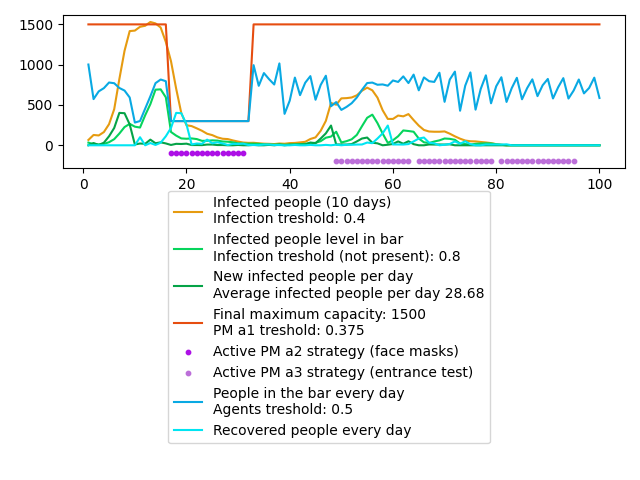 1500
1000
500
0
0 20 40 60 80 100
Infected people (10 days)
Infection treshold: 0.4
Infected people level in bar
Infection treshold (not present): 0.8
New infected people per day
Average infected people per day 28.68
Final maximum capacity: 1500
PM a1 treshold: 0.375
Active PM a2 strategy (face masks)
Active PM a3 strategy (entrance test)
People in the bar every day
Agents treshold: 0.5
Recovered people every day